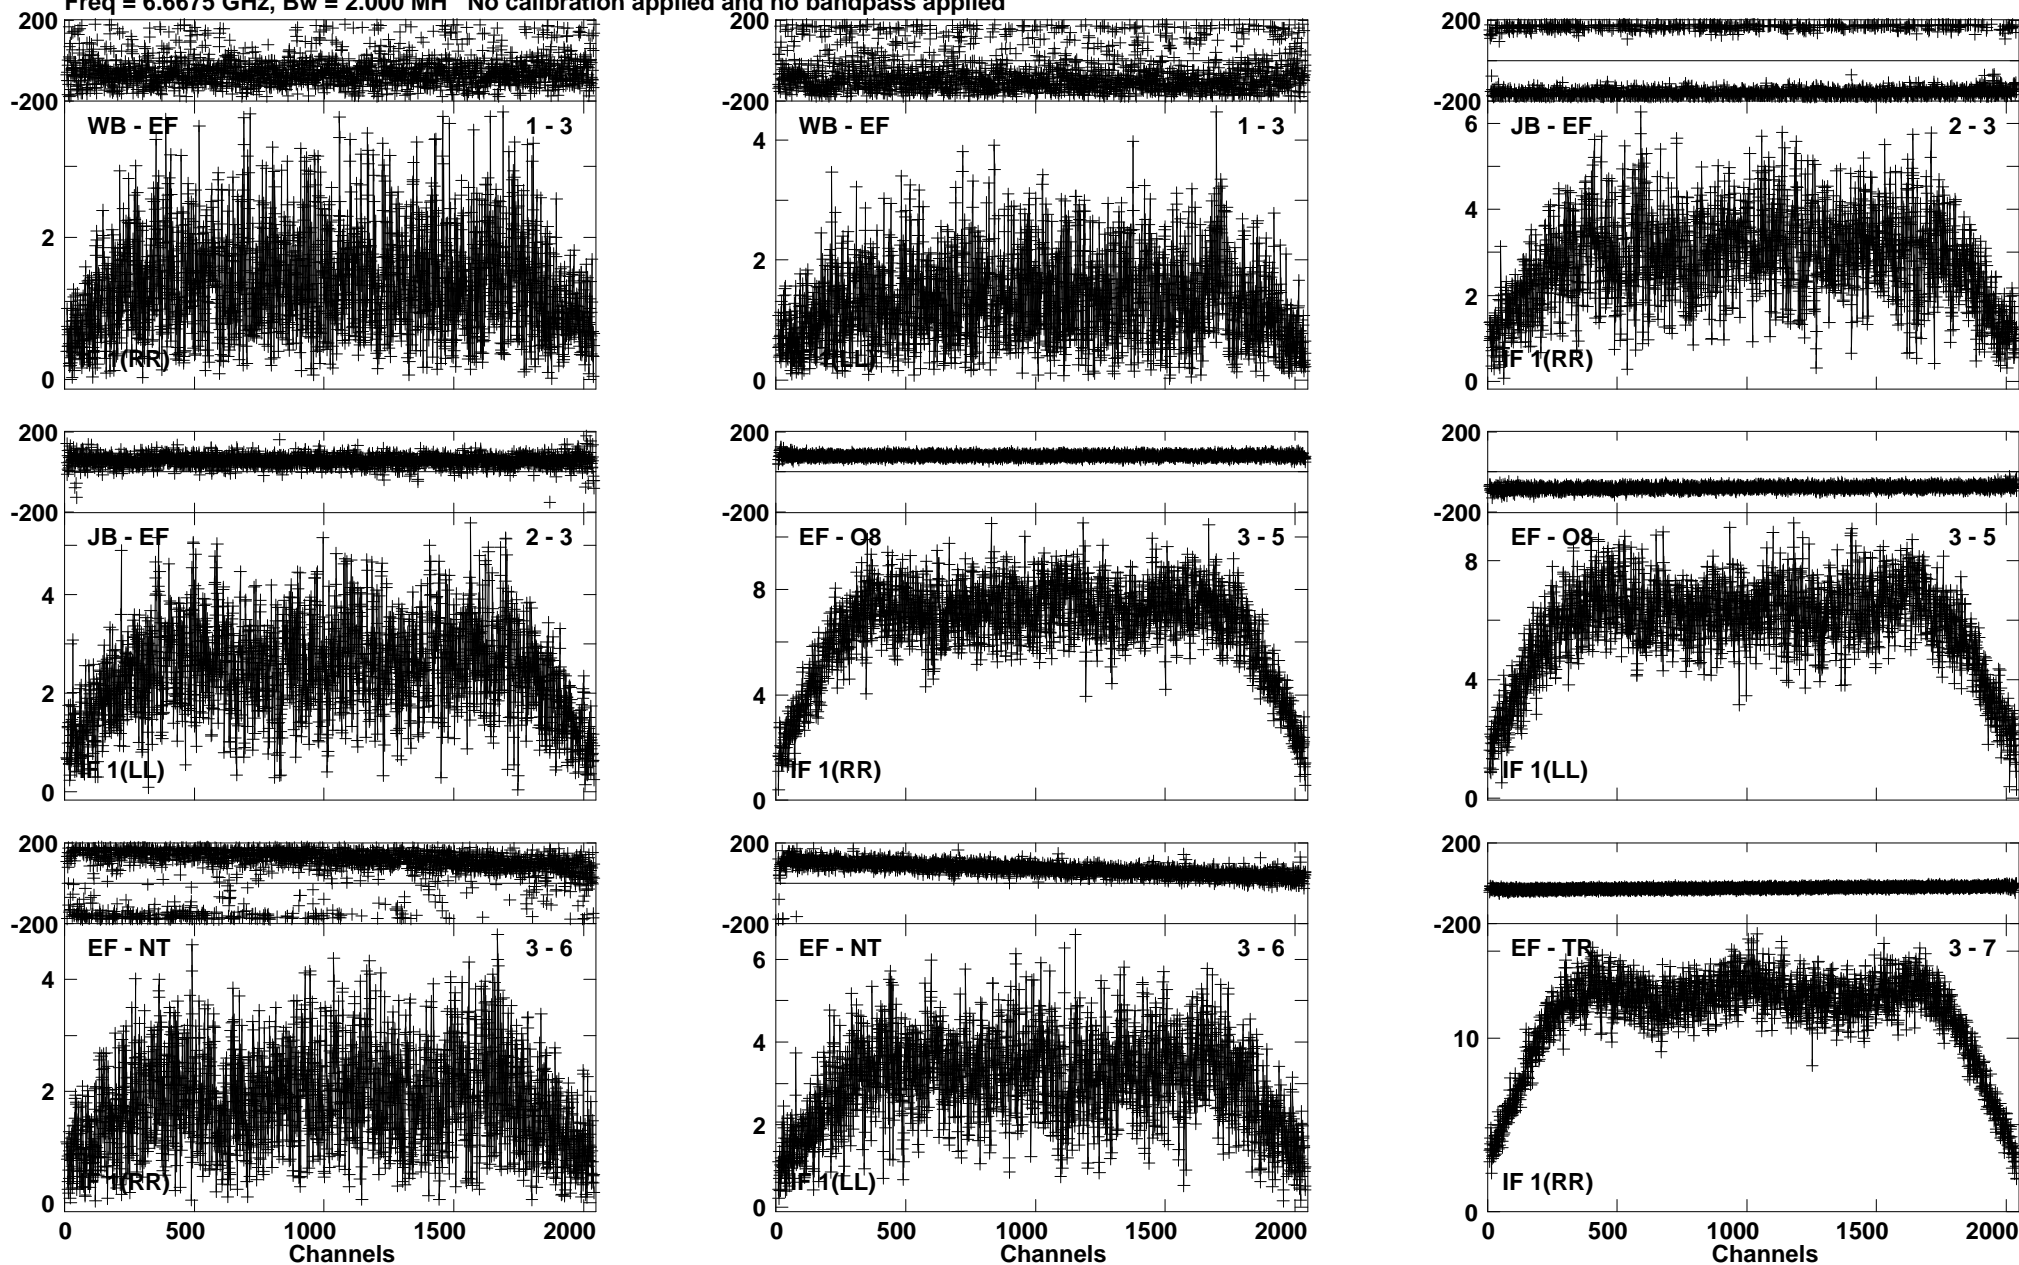 Freq = 6.6675 GHz, Bw = 2.000 MH No calibration applied and no bandpass applied
200
-200
WB - EF 1 - 3
2
IF 1(RR)
0
200
-200
WB - EF 1 - 3
4
2
IF 1(LL)
0
200
-200
JB - EF 2 - 3
6
4
2
IF 1(RR)
0
200
-200
JB - EF 2 - 3
4
2
IF 1(LL)
0
200
-200
EF - O8 3 - 5
8
4
IF 1(RR)
0
200
-200
EF - O8 3 - 5
8
4
IF 1(LL)
0
200
-200
EF - NT 3 - 6
4
2
IF 1(RR)
0
0 500 1000 1500 2000
Channels
200
-200
EF - NT 3 - 6
6
4
2
IF 1(LL)
0
0 500 1000 1500 2000
Channels
200
-200
EF - TR 3 - 7
10
IF 1(RR)
0
0 500 1000 1500 2000
Channels